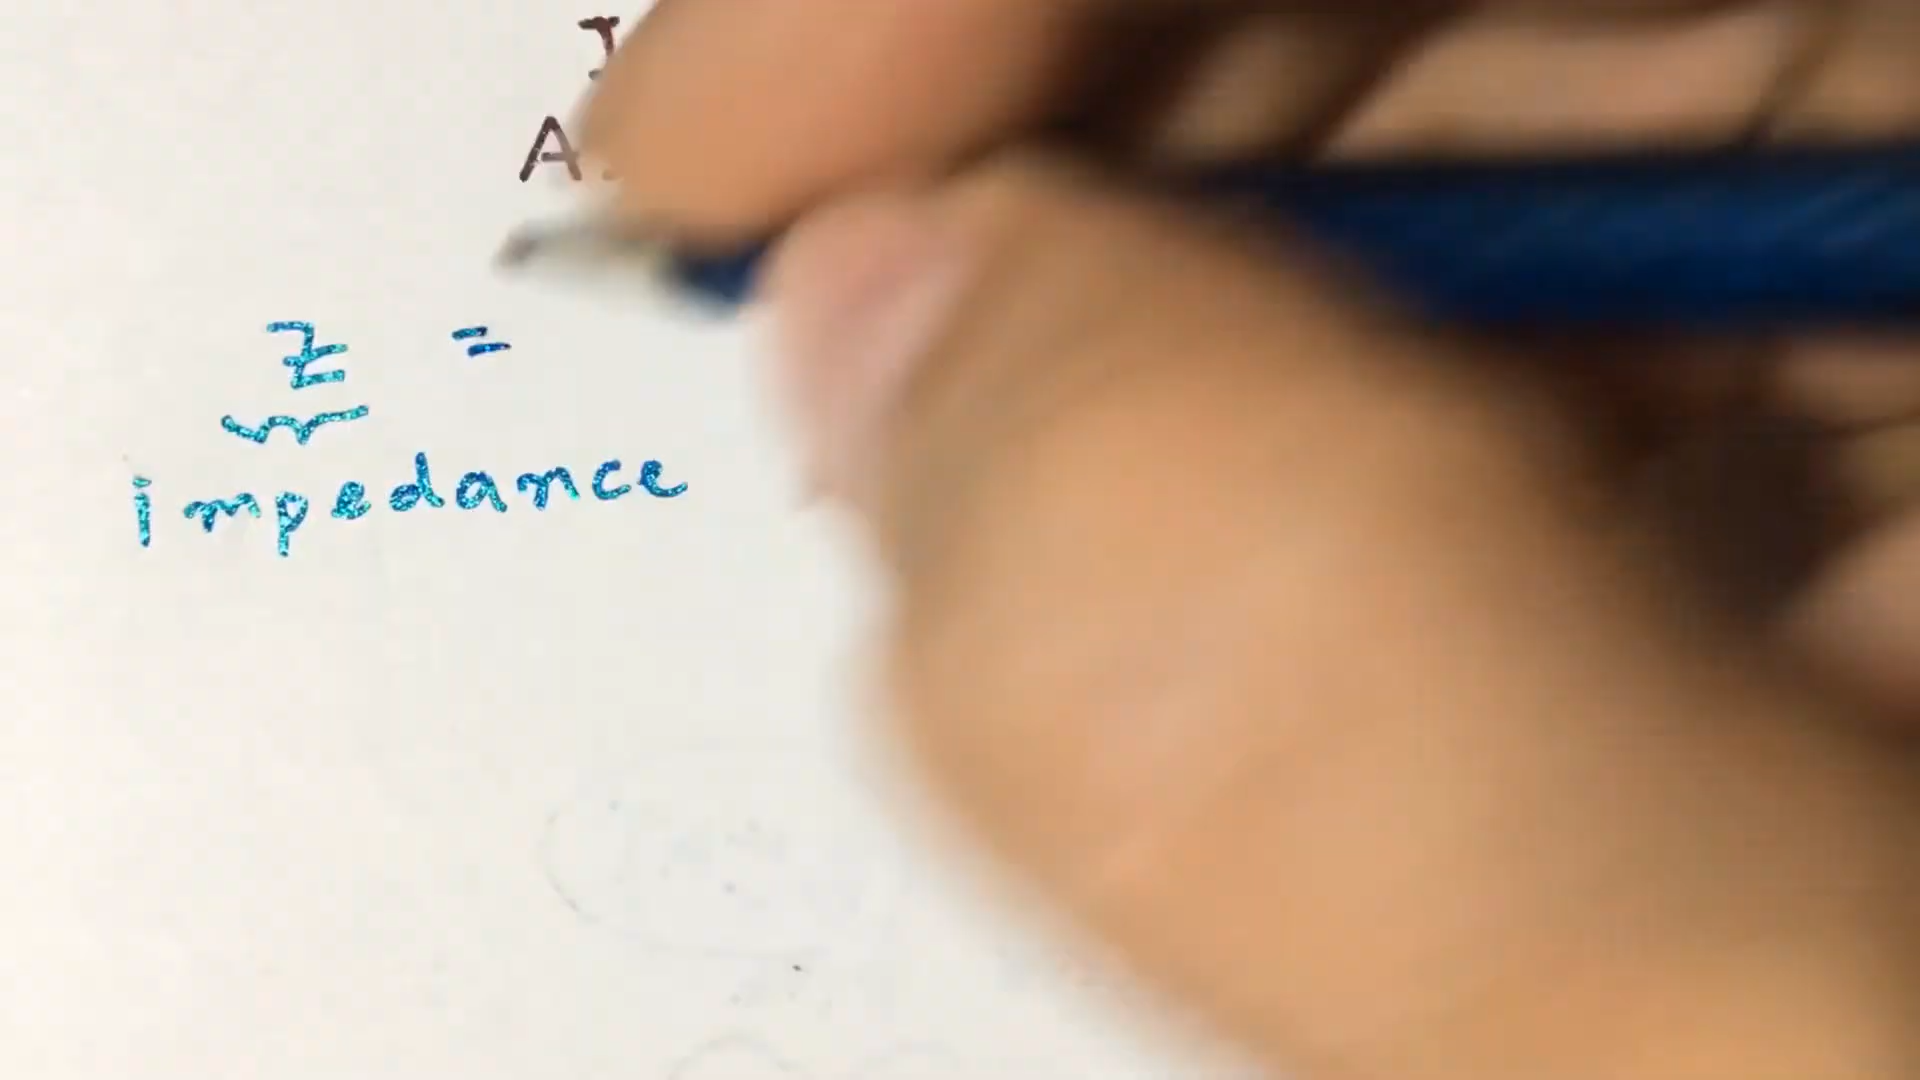 A
Z =
impedance